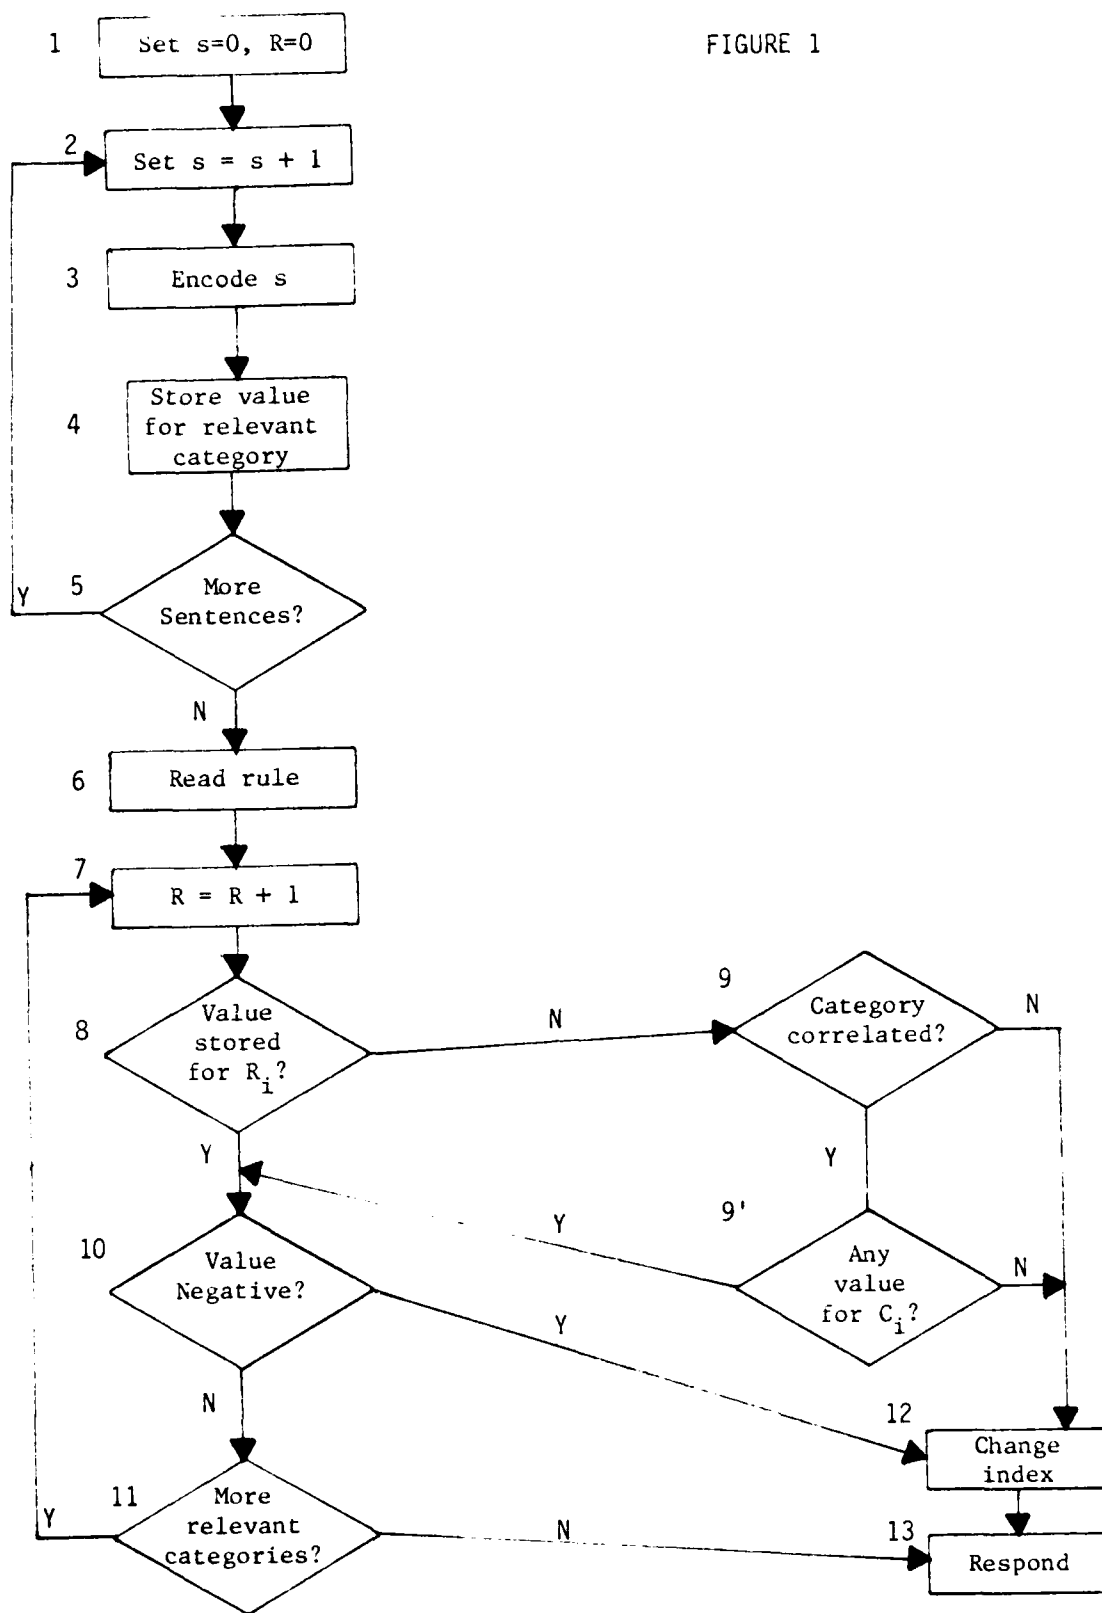 FIGURE 1
1
Set s=0, R=0
2
Set s = s + 1
3
Encode s
4
Store value
for relevant
category
5
More
Sentences?
Y
N
6
Read rule
7
R = R + 1
8
Value
stored
for R_i?
N
9
Category
correlated?
N
Y
Y
9'
Any
value
for C_i?
N
Y
10
Value
Negative?
Y
N
11
More
relevant
categories?
Y
N
12
Change
index
13
Respond